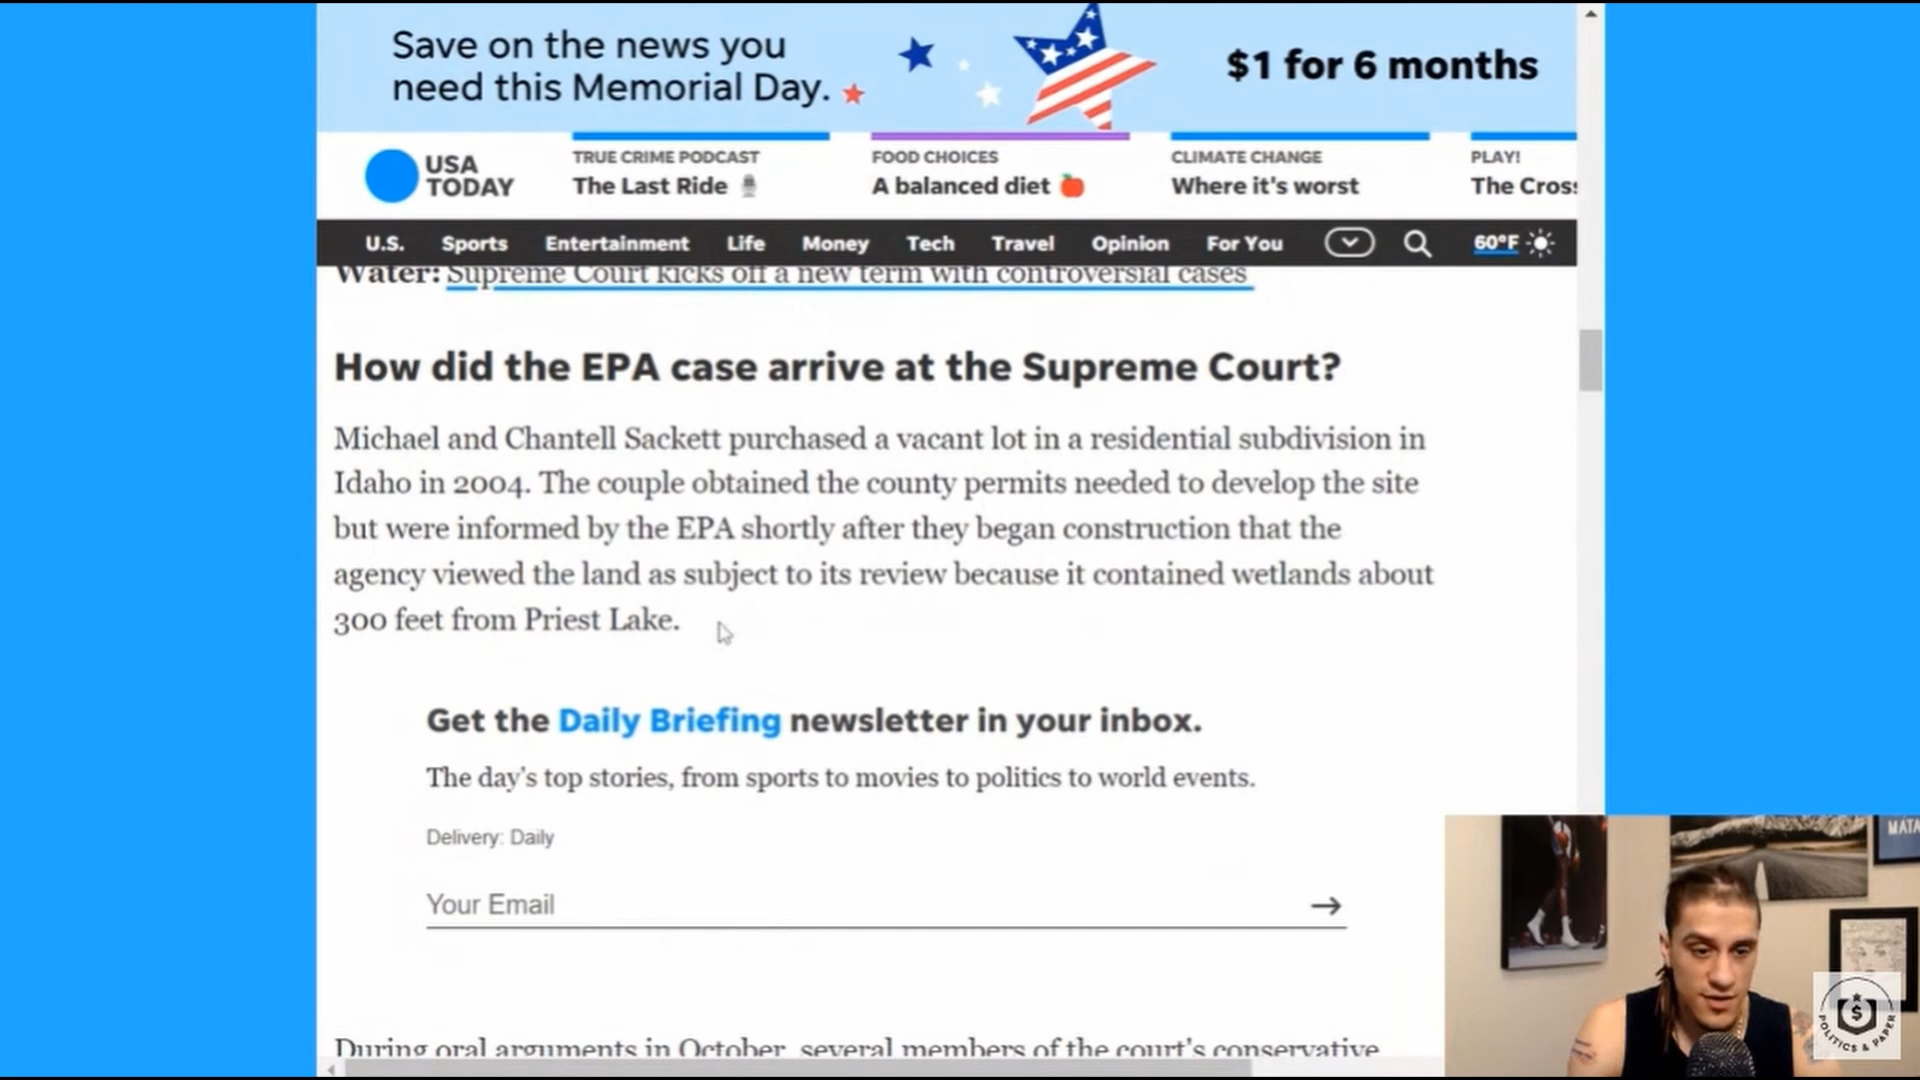 Save on the news you
need this Memorial Day.
$1 for 6 months
USA
TODAY
TRUE CRIME PODCAST
The Last Ride
FOOD CHOICES
A balanced diet
CLIMATE CHANGE
Where it's worst
PLAY!
The Cros
U.S. Sports Entertainment Life Money Tech Travel Opinion For You 60°F
Water: Supreme Court kicks off a new term with controversial cases
How did the EPA case arrive at the Supreme Court?
Michael and Chantell Sackett purchased a vacant lot in a residential subdivision in
Idaho in 2004. The couple obtained the county permits needed to develop the site
but were informed by the EPA shortly after they began construction that the
agency viewed the land as subject to its review because it contained wetlands about
300 feet from Priest Lake.
Get the Daily Briefing newsletter in your inbox.
The day's top stories, from sports to movies to politics to world events.
Delivery: Daily
Your Email
During oral arguments in October, several members of the court's conservative
MATA
$
POLITICS & PAPER